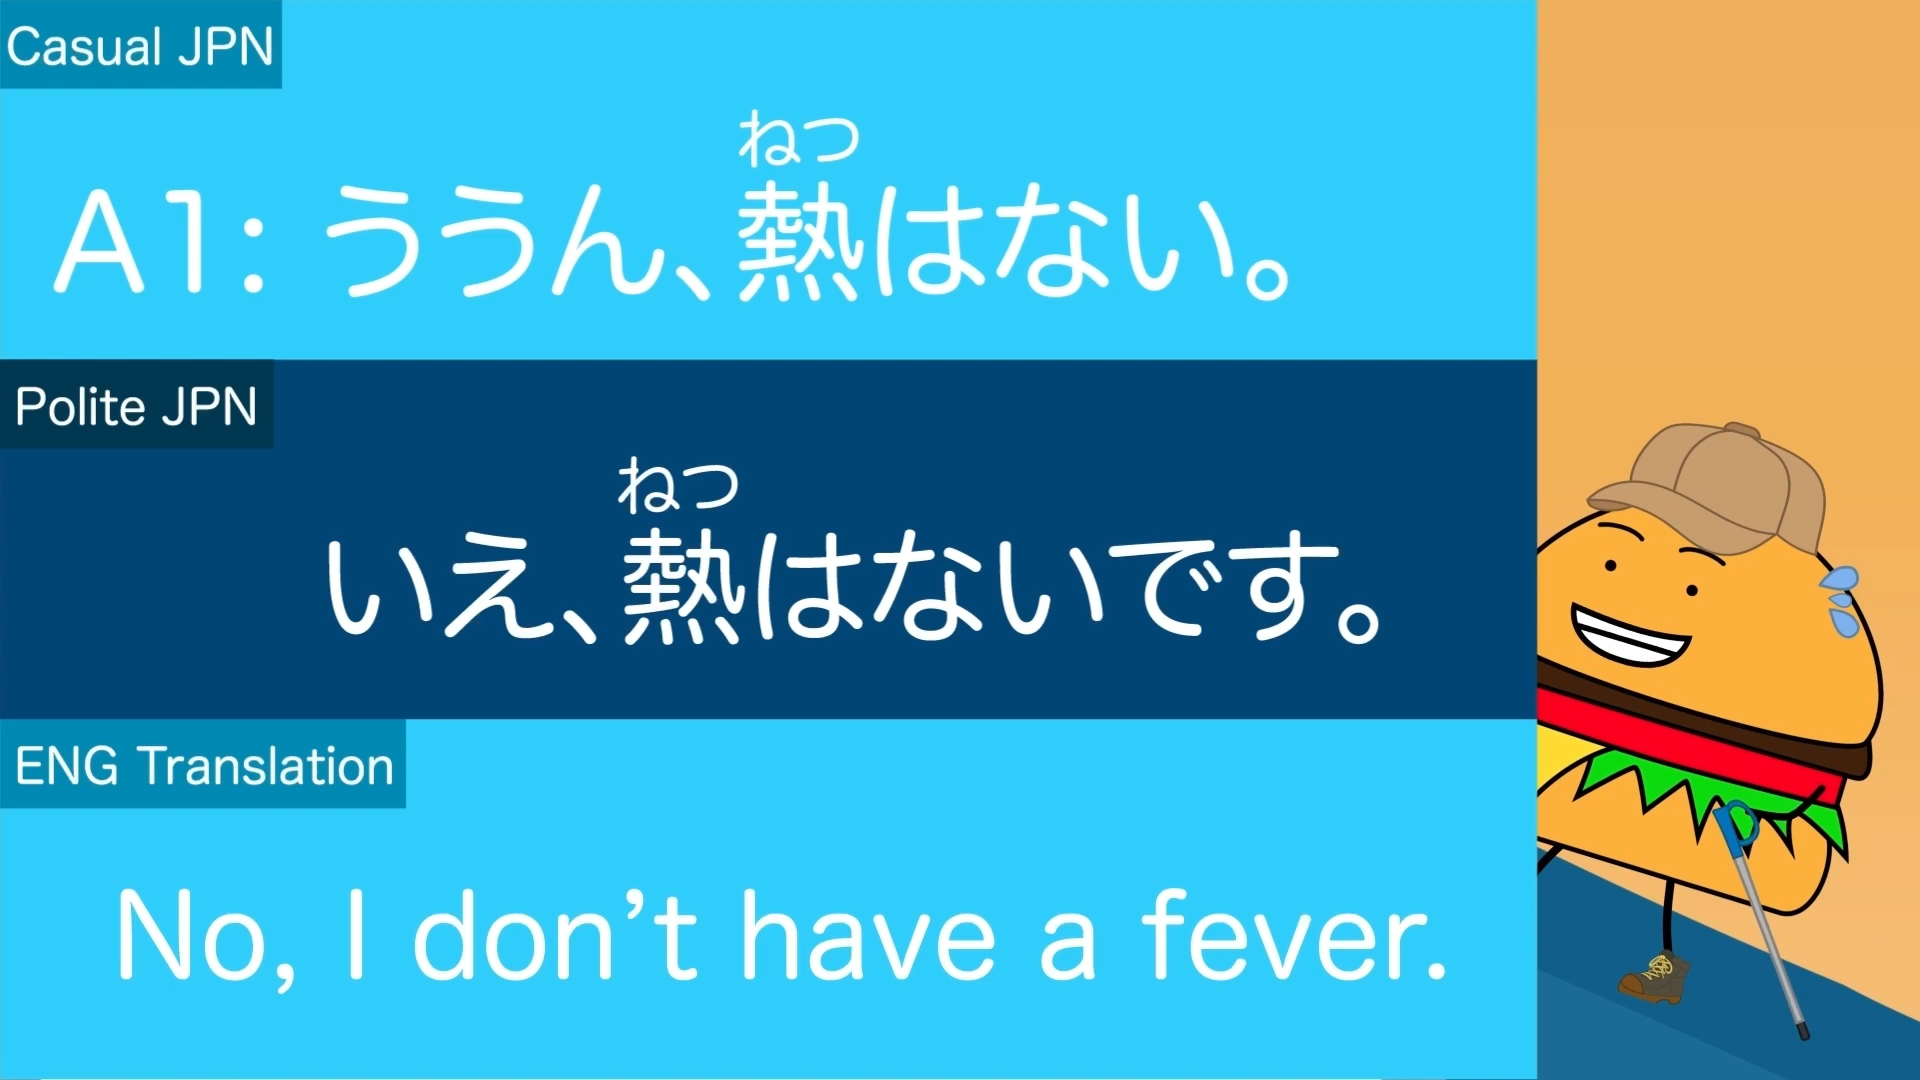 Casual JPN
ねつ
A1: ううん、熱はない。
Polite JPN
ねつ
いえ、熱はないです。
ENG Translation
No, I don’t have a fever.